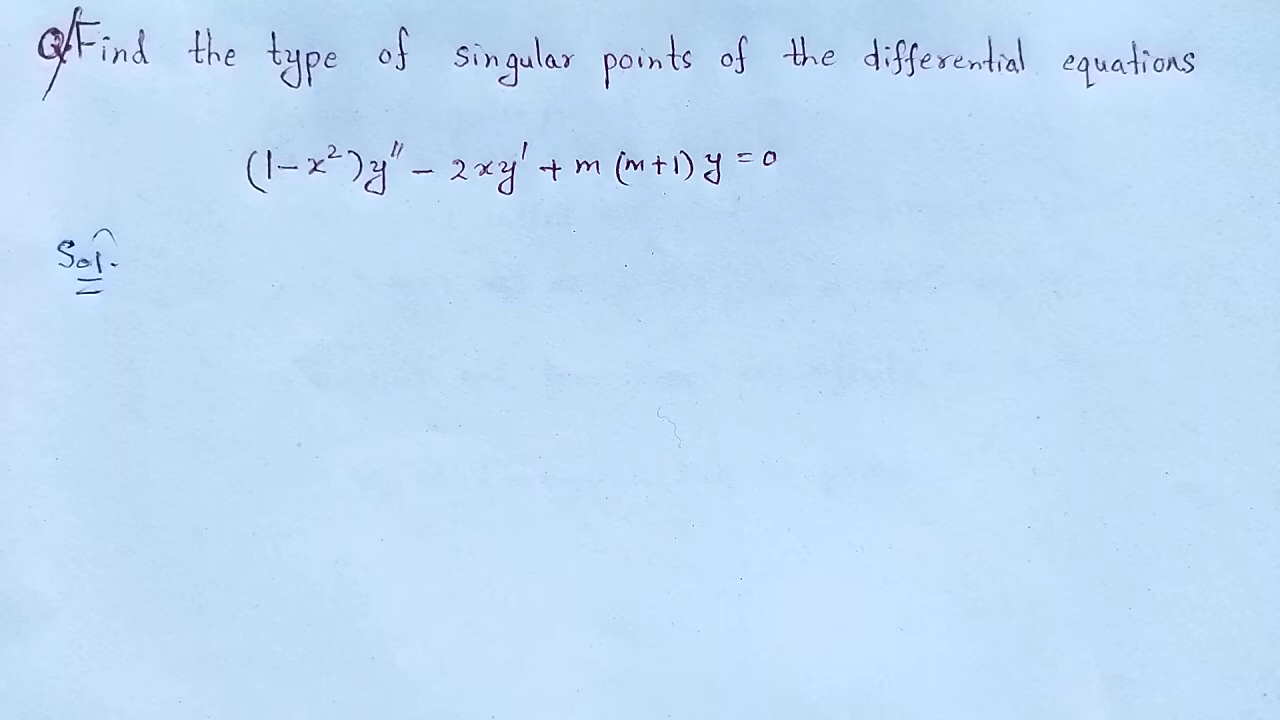 Q/ Find the type of singular points of the differential equations
(1-x²)y" - 2xy' + m(m+1)y = 0
Sol.